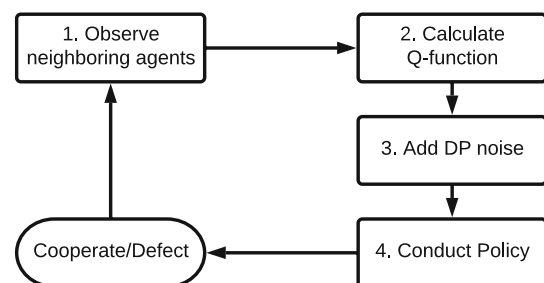 1. Observe
neighboring agents
2. Calculate
Q-function
3. Add DP noise
4. Conduct Policy
Cooperate/Defect